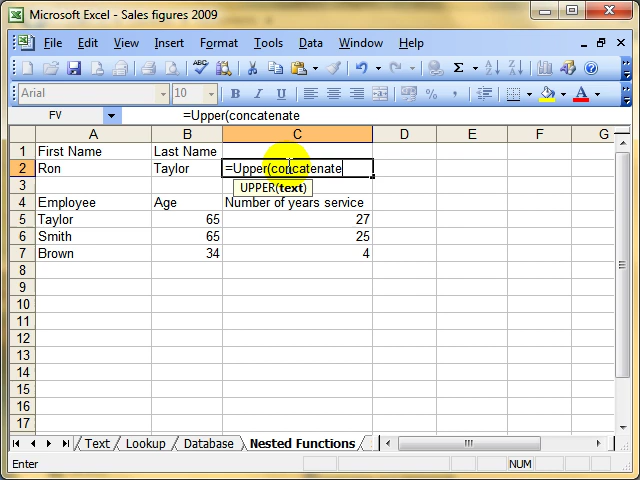 Microsoft Excel - Sales figures 2009
File Edit View Insert Format Tools Data Window Help
Arial 10 B I U
FV =Upper(concatenate
A B C D E F G
1 First Name Last Name
2 Ron Taylor =Upper(concatenate
UPPER(text)
3
4 Employee Age Number of years service
5 Taylor 65 27
6 Smith 65 25
7 Brown 34 4
8
9
10
11
12
13
14
15
16
17
Text Lookup Database Nested Functions
Enter NUM